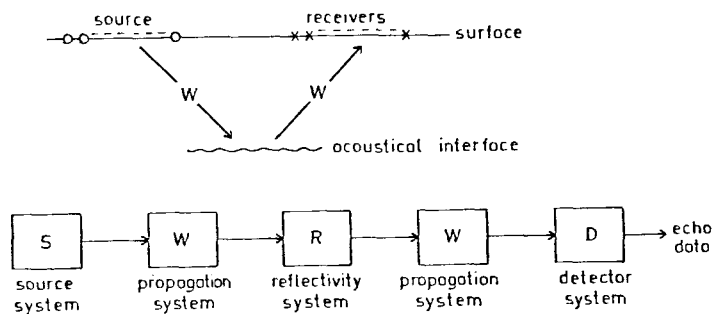 source
receivers
surface
W
W
acoustical interface
S
W
R
W
D
echo
data
source
system
propagation
system
reflectivity
system
propagation
system
detector
system